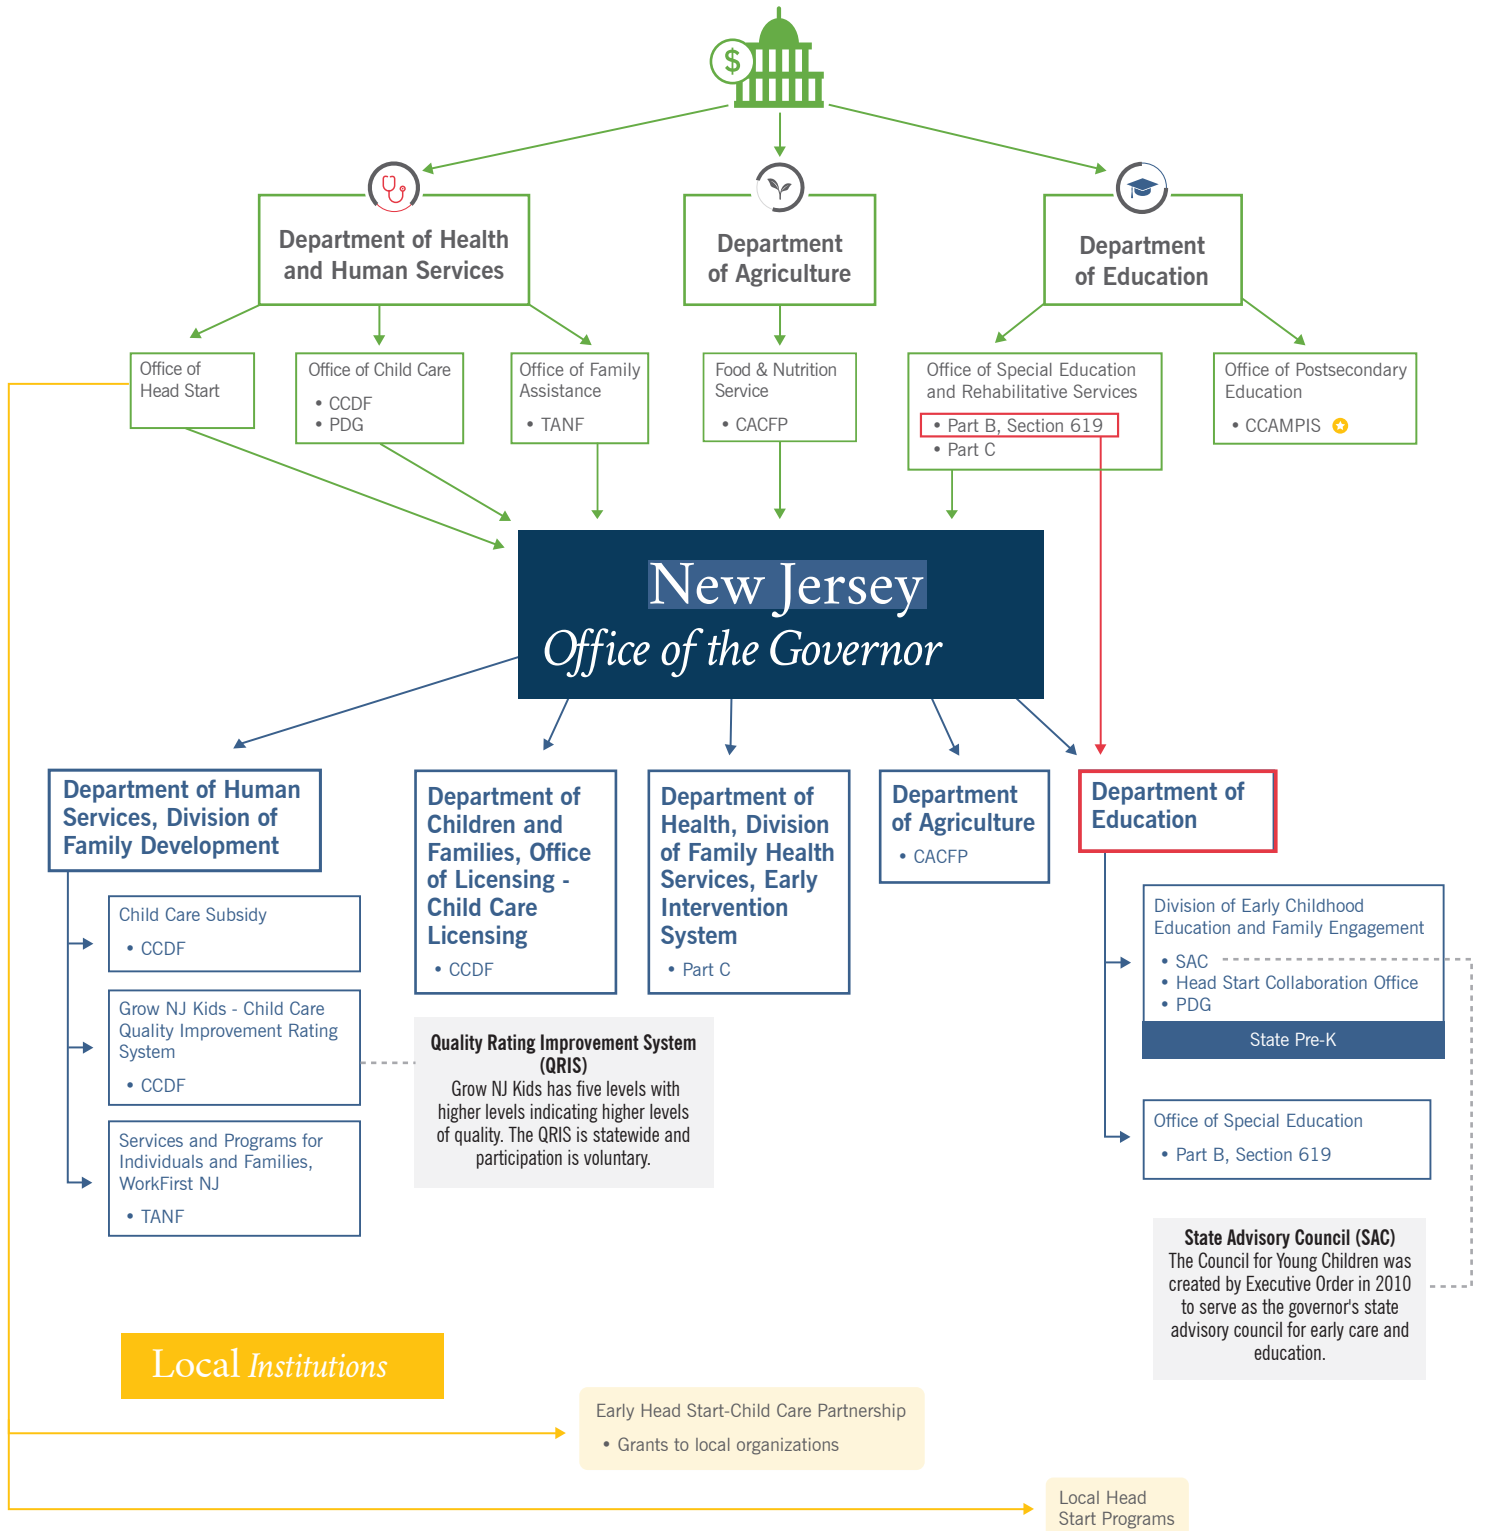 $
Department of Health
and Human Services
Department
of Agriculture
Department
of Education
Office of
Head Start
Office of Child Care
• CCDF
• PDG
Office of Family
Assistance
• TANF
Food & Nutrition
Service
• CACFP
Office of Special Education
and Rehabilitative Services
• Part B, Section 619
• Part C
Office of Postsecondary
Education
• CCAMPIS
New Jersey
Office of the Governor
Department of Human
Services, Division of
Family Development
Child Care Subsidy
• CCDF
Grow NJ Kids - Child Care
Quality Improvement Rating
System
• CCDF
Services and Programs for
Individuals and Families,
WorkFirst NJ
• TANF
Department of
Children and
Families, Office
of Licensing -
Child Care
Licensing
• CCDF
Department of
Health, Division
of Family Health
Services, Early
Intervention
System
• Part C
Department
of Agriculture
• CACFP
Department of
Education
Division of Early Childhood
Education and Family Engagement
• SAC
• Head Start Collaboration Office
• PDG
State Pre-K
Office of Special Education
• Part B, Section 619
Quality Rating Improvement System
(QRIS)
Grow NJ Kids has five levels with
higher levels indicating higher levels
of quality. The QRIS is statewide and
participation is voluntary.
State Advisory Council (SAC)
The Council for Young Children was
created by Executive Order in 2010
to serve as the governor's state
advisory council for early care and
education.
Local Institutions
Early Head Start-Child Care Partnership
• Grants to local organizations
Local Head
Start Programs